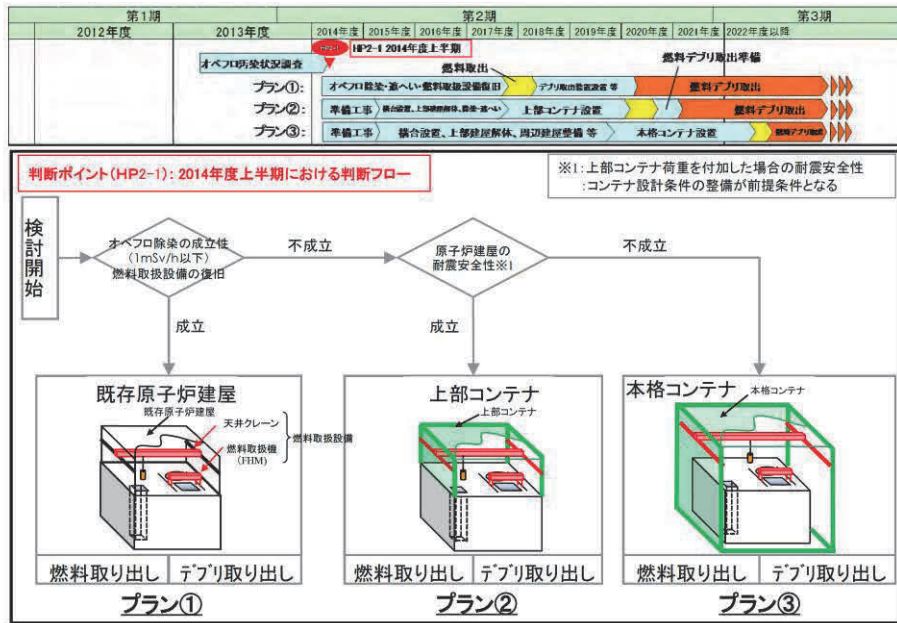 第1期
第2期
第3期
2012年度
2013年度
2014年度
2015年度
2016年度
2017年度
2018年度
2019年度
2020年度
2021年度
2022年度以降
HP2-1
HP2-1 2014年度上半期
オペフロ汚染状況調査
燃料取出
燃料デブリ取出準備
プラン①:
オペフロ除染・遮へい・燃料取扱設備復旧
デブリ取出装置設置 等
燃料デブリ取出
プラン②:
準備工事
上部コンテナ設置
燃料デブリ取出
プラン③:
準備工事
構台設置、上部建屋解体、周辺建屋整備 等
本格コンテナ設置
燃料デブリ取出
判断ポイント(HP2-1):2014年度上半期における判断フロー
※1:上部コンテナ荷重を付加した場合の耐震安全性
:コンテナ設計条件の整備が前提条件となる
検討開始
オペフロ除染の成立性
(1mSv/h以下)
燃料取扱設備の復旧
不成立
原子炉建屋の
耐震安全性※1
不成立
成立
成立
既存原子炉建屋
既存原子炉建屋
天井クレーン
燃料取扱機
(FHM)
燃料取扱設備
燃料取り出し
デブリ取り出し
プラン①
上部コンテナ
上部コンテナ
燃料取り出し
デブリ取り出し
プラン②
本格コンテナ
本格コンテナ
燃料取り出し
デブリ取り出し
プラン③